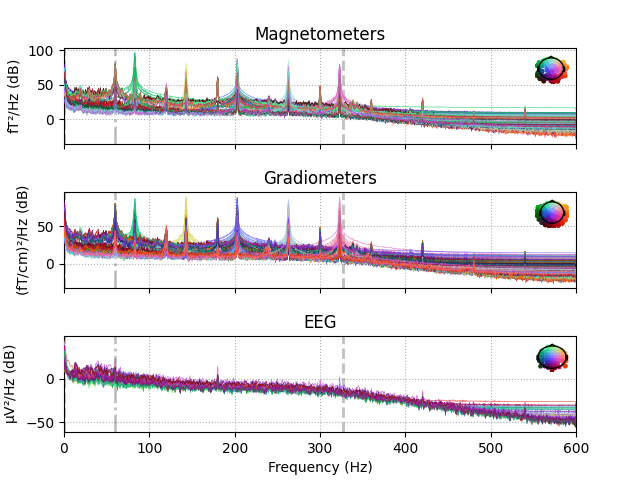 Magnetometers
fT²/Hz (dB)
100
50
0
Gradiometers
(fT/cm)²/Hz (dB)
50
0
EEG
µV²/Hz (dB)
0
−50
0 100 200 300 400 500 600
Frequency (Hz)